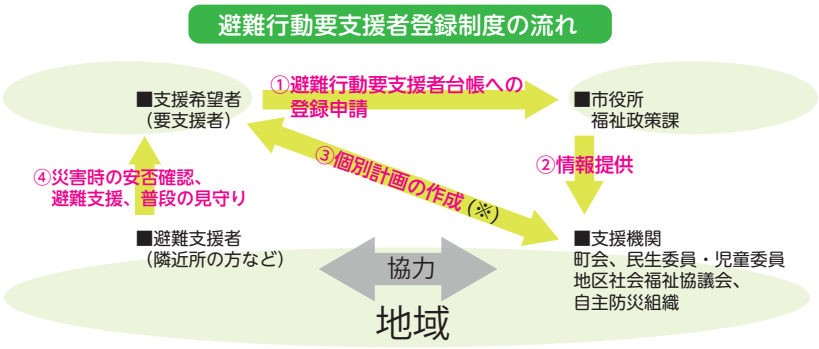 避難行動要支援者登録制度の流れ
■支援希望者
（要支援者）
①避難行動要支援者台帳への
登録申請
■市役所
福祉政策課
②情報提供
③個別計画の作成(※)
④災害時の安否確認、
避難支援、普段の見守り
■避難支援者
（隣近所の方など）
協力
■支援機関
町会、民生委員・児童委員
地区社会福祉協議会、
自主防災組織
地域